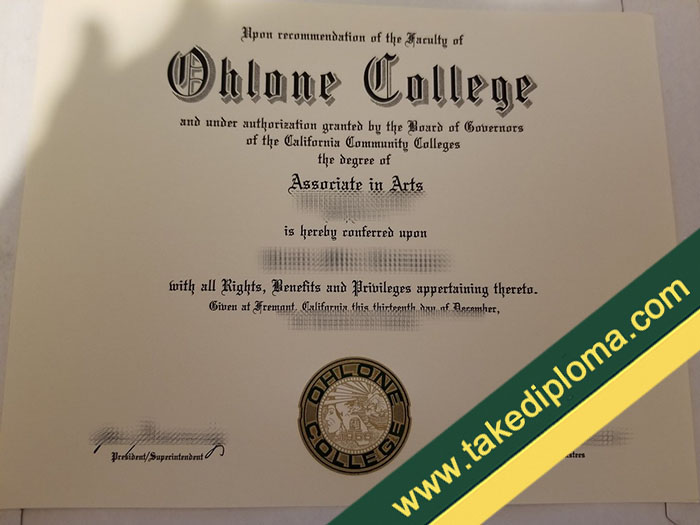 Upon recommendation of the Faculty of
Ohlone College
and under authorization granted by the Board of Governors
of the California Community Colleges
the degree of
Associate in Arts
is hereby conferred upon
with all Rights, Benefits and Privileges appertaining thereto.
Given at Fremont, California this thirteenth day of December,
OHLONE
COLLEGE
President/Superintendent
www.takediploma.com